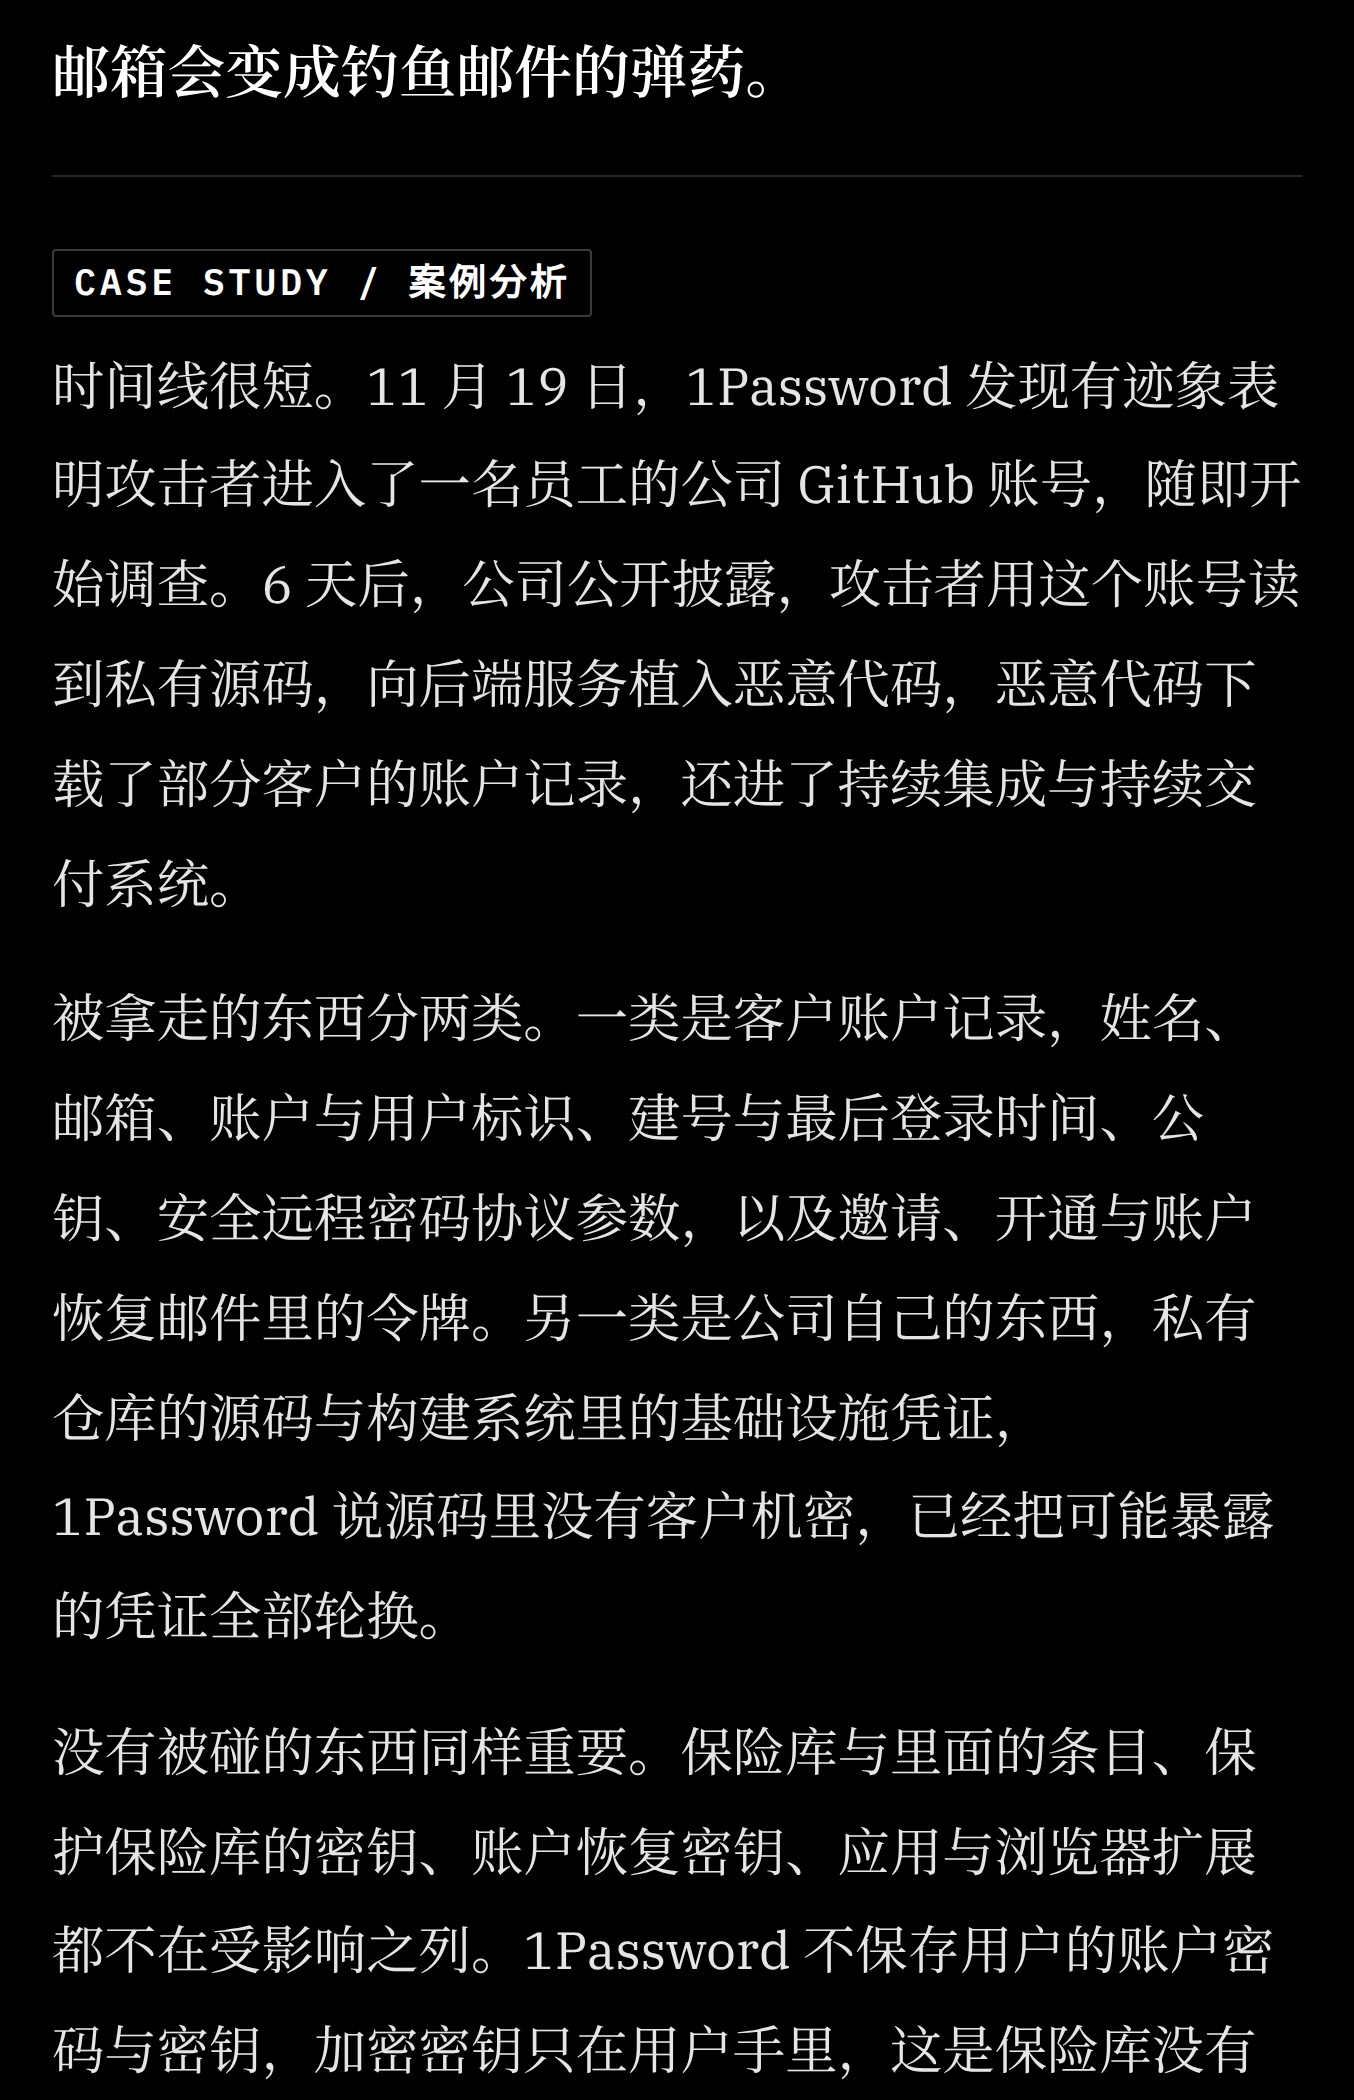 邮箱会变成钓鱼邮件的弹药。
CASE STUDY / 案例分析
时间线很短。11 月 19 日，1Password 发现有迹象表
明攻击者进入了一名员工的公司 GitHub 账号，随即开
始调查。6 天后，公司公开披露，攻击者用这个账号读
到私有源码，向后端服务植入恶意代码，恶意代码下
载了部分客户的账户记录，还进了持续集成与持续交
付系统。
被拿走的东西分两类。一类是客户账户记录，姓名、
邮箱、账户与用户标识、建号与最后登录时间、公
钥、安全远程密码协议参数，以及邀请、开通与账户
恢复邮件里的令牌。另一类是公司自己的东西，私有
仓库的源码与构建系统里的基础设施凭证，
1Password 说源码里没有客户机密，已经把可能暴露
的凭证全部轮换。
没有被碰的东西同样重要。保险库与里面的条目、保
护保险库的密钥、账户恢复密钥、应用与浏览器扩展
都不在受影响之列。1Password 不保存用户的账户密
码与密钥，加密密钥只在用户手里，这是保险库没有